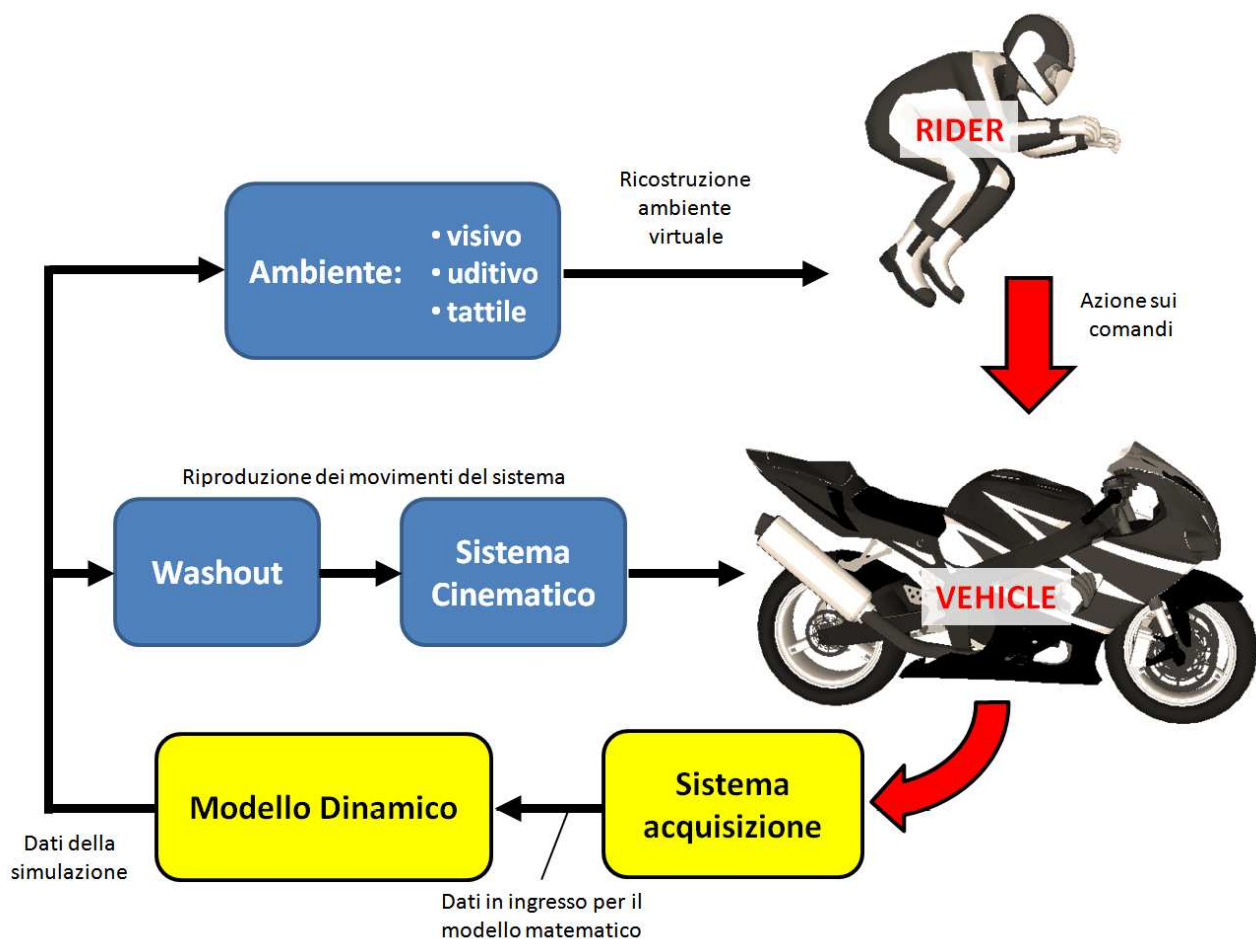 RIDER
Ricostruzione
ambiente
virtuale
Ambiente:
• visivo
• uditivo
• tattile
Azione sui
comandi
Riproduzione dei movimenti del sistema
Washout
Sistema
Cinematico
VEHICLE
Modello Dinamico
Sistema
acquisizione
Dati della
simulazione
Dati in ingresso per il
modello matematico